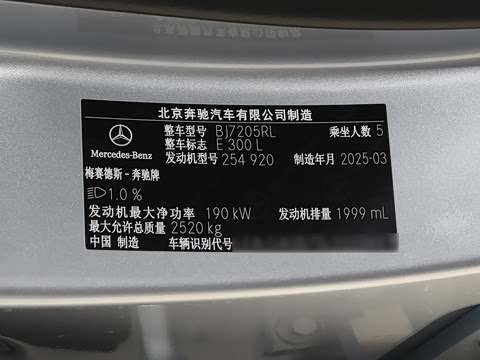 北京奔驰汽车有限公司制造
整车型号 BJ7205RL 乘坐人数 5
整车标志 E 300 L
Mercedes-Benz 发动机型号 254 920 制造年月 2025-03
梅赛德斯-奔驰牌
1.0 %
发动机最大净功率 190 kW 发动机排量 1999 mL
最大允许总质量 2520 kg
中国 制造 车辆识别代号